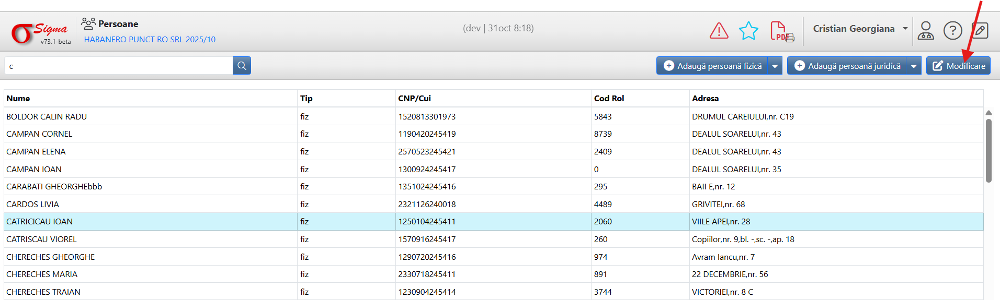 Sigma
v73.1-beta
Persoane
HABANERO PUNCT RO SRL 2025/10
(dev | 31oct 8:18)
PDF
Cristian Georgiana
c
Adaugă persoană fizică
Adaugă persoană juridică
Modificare
Nume Tip CNP/Cui Cod Rol Adresa
BOLDOR CALIN RADU fiz 1520813301973 5843 DRUMUL CAREIULUI,nr. C19
CAMPAN CORNEL fiz 1190420245419 8739 DEALUL SOARELUI,nr. 43
CAMPAN ELENA fiz 2570523245421 2409 DEALUL SOARELUI,nr. 43
CAMPAN IOAN fiz 1300924245417 0 DEALUL SOARELUI,nr. 35
CARABATI GHEORGHEbbb fiz 1351024245416 295 BAII E,nr. 12
CARDOS LIVIA fiz 2321126240018 4489 GRIVITEI,nr. 68
CATRICICAU IOAN fiz 1250104245411 2060 VIILE APEI,nr. 28
CATRISCAU VIOREL fiz 1570916245417 260 Copiilor,nr. 9,bl. -,sc. -,ap. 18
CHERECHES GHEORGHE fiz 1290720245416 974 Avram Iancu,nr. 7
CHERECHES MARIA fiz 2330718245411 891 22 DECEMBRIE,nr. 56
CHERECHES TRAIAN fiz 1230904245414 3744 VICTORIEI,nr. 8 C